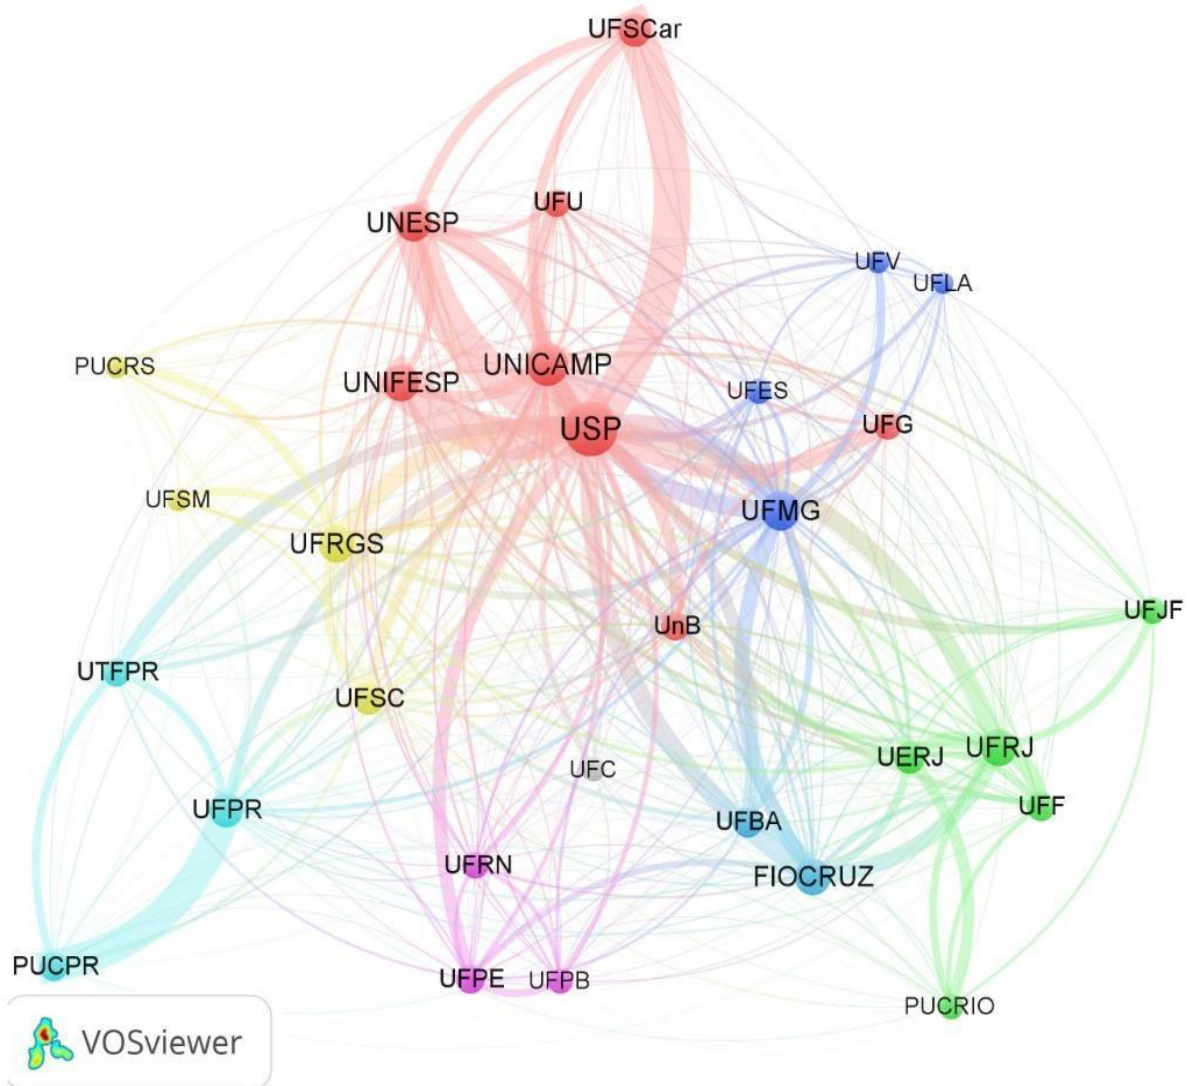 UFSCar
UFU
UNESP
UFV
UFLA
PUCRS
UNICAMP
UNIFESP
UFES
USP
UFG
UFSM
UFMG
UFRGS
UFJF
UnB
UTFPR
UFSC
UFRJ
UERJ
UFC
UFF
UFPR
UFBA
UFRN
FIOCRUZ
PUCPR
UFPE
UFPB
PUCRIO
VOSviewer